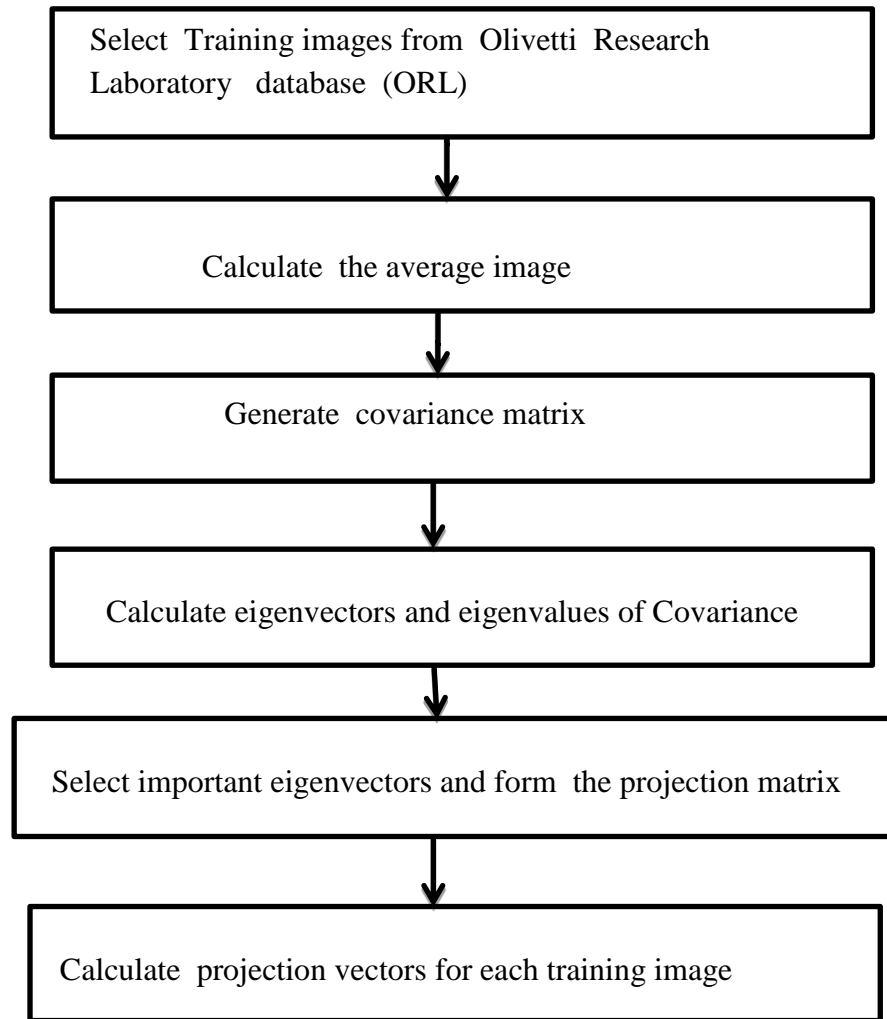 Select Training images from Olivetti Research
Laboratory database (ORL)
Calculate the average image
Generate covariance matrix
Calculate eigenvectors and eigenvalues of Covariance
Select important eigenvectors and form the projection matrix
Calculate projection vectors for each training image